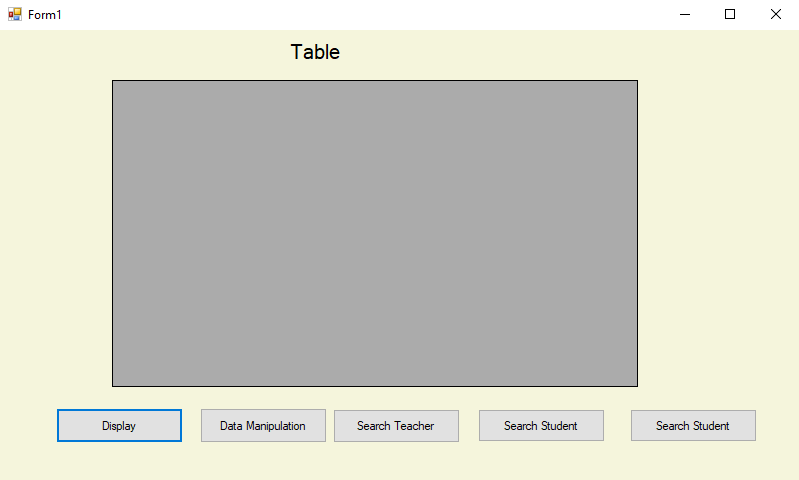 Form1
Table
Display
Data Manipulation
Search Teacher
Search Student
Search Student